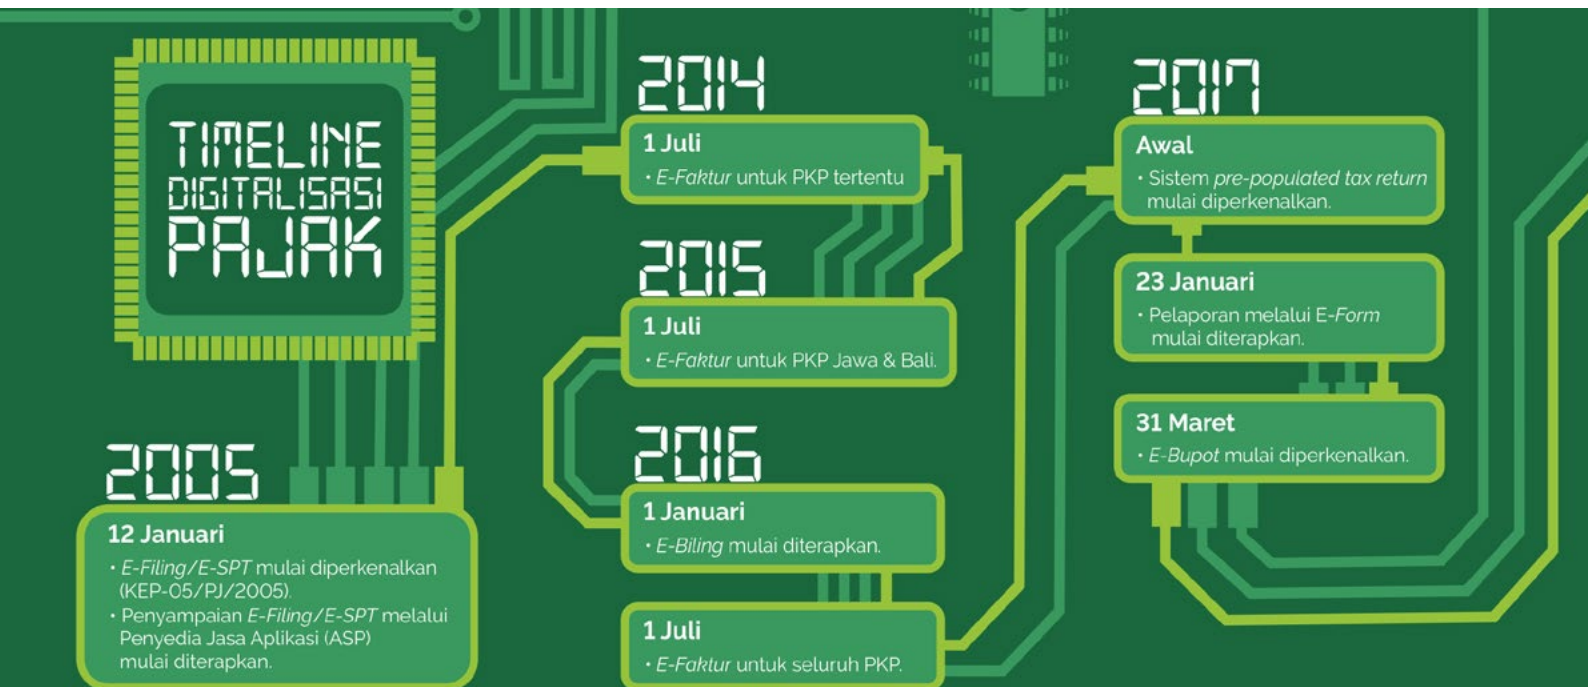 TIMELINE
DIGITALISASI
PAJAK
2005
12 Januari
• E-Filing/E-SPT mulai diperkenalkan
(KEP-05/PJ/2005).
• Penyampaian E-Filing/E-SPT melalui
Penyedia Jasa Aplikasi (ASP)
mulai diterapkan.
2014
1 Juli
• E-Faktur untuk PKP tertentu
2015
1 Juli
• E-Faktur untuk PKP Jawa & Bali.
2016
1 Januari
• E-Biling mulai diterapkan.
1 Juli
• E-Faktur untuk seluruh PKP.
2017
Awal
• Sistem pre-populated tax return
mulai diperkenalkan.
23 Januari
• Pelaporan melalui E-Form
mulai diterapkan.
31 Maret
• E-Bupot mulai diperkenalkan.